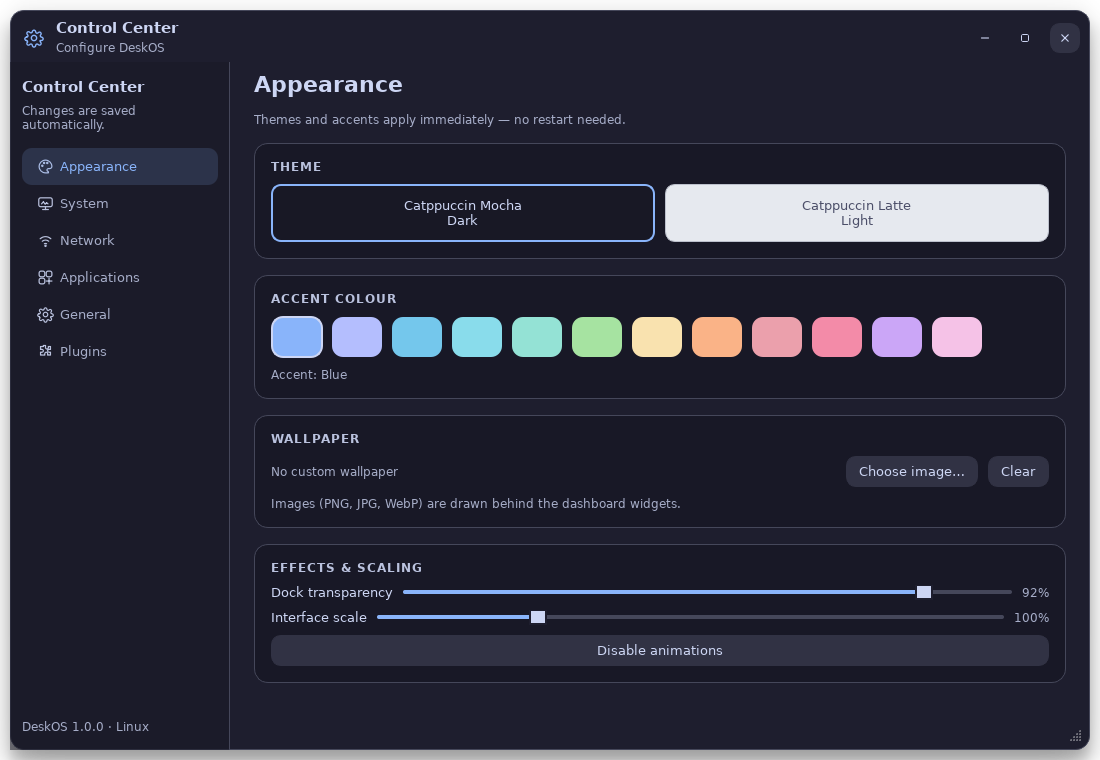 Control Center
Configure DeskOS
Control Center
Changes are saved
automatically.
Appearance
System
Network
Applications
General
Plugins
DeskOS 1.0.0 · Linux
Appearance
Themes and accents apply immediately — no restart needed.
THEME
Catppuccin Mocha
Dark
Catppuccin Latte
Light
ACCENT COLOUR
Accent: Blue
WALLPAPER
No custom wallpaper
Choose image...
Clear
Images (PNG, JPG, WebP) are drawn behind the dashboard widgets.
EFFECTS & SCALING
Dock transparency
92%
Interface scale
100%
Disable animations